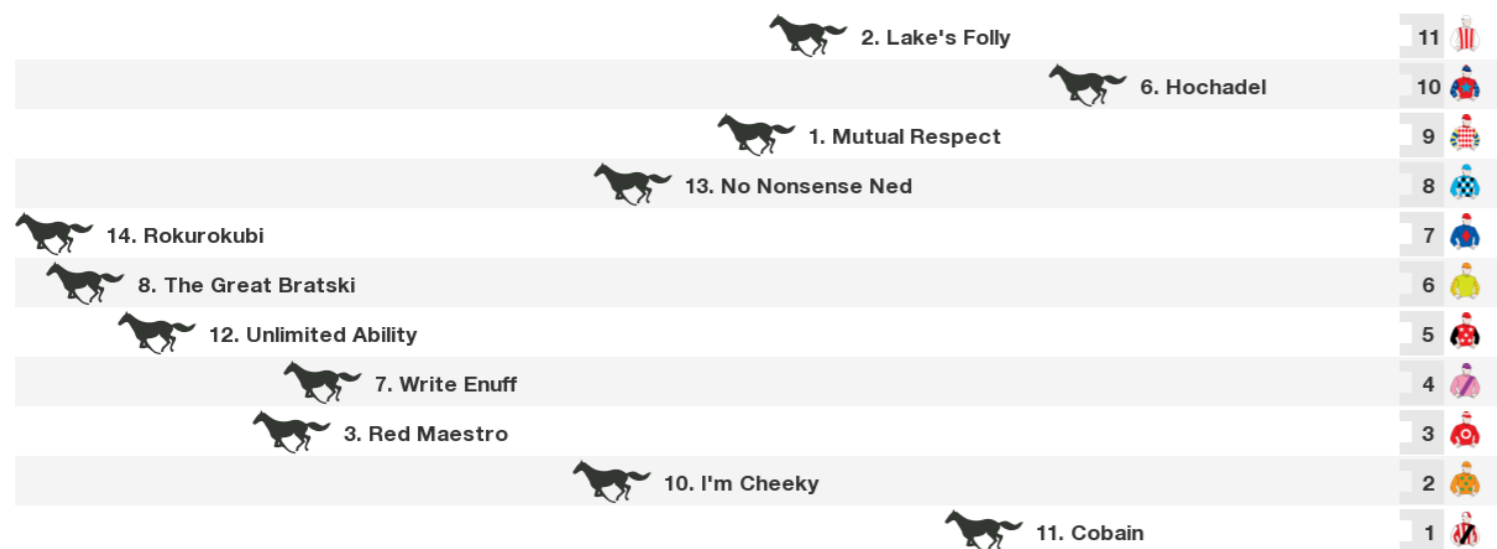 2. Lake's Folly 11
6. Hochadel 10
1. Mutual Respect 9
13. No Nonsense Ned 8
14. Rokurokubi 7
8. The Great Bratski 6
12. Unlimited Ability 5
7. Write Enuff 4
3. Red Maestro 3
10. I'm Cheeky 2
11. Cobain 1